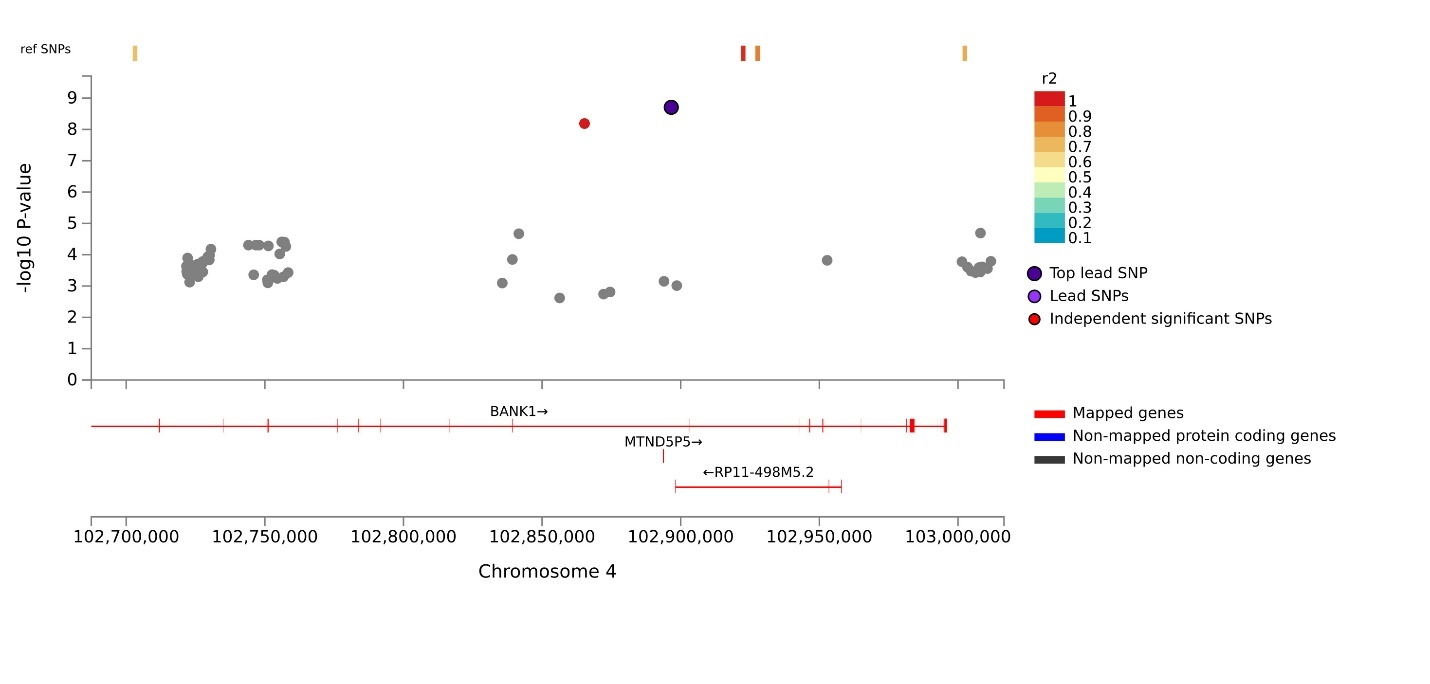 ref SNPs
-log10 P-value
9
8
7
6
5
4
3
2
1
0
r2
1
0.9
0.8
0.7
0.6
0.5
0.4
0.3
0.2
0.1
Top lead SNP
Lead SNPs
Independent significant SNPs
BANK1→
MTND5P5→
←RP11-498M5.2
Mapped genes
Non-mapped protein coding genes
Non-mapped non-coding genes
102,700,000 102,750,000 102,800,000 102,850,000 102,900,000 102,950,000 103,000,000
Chromosome 4